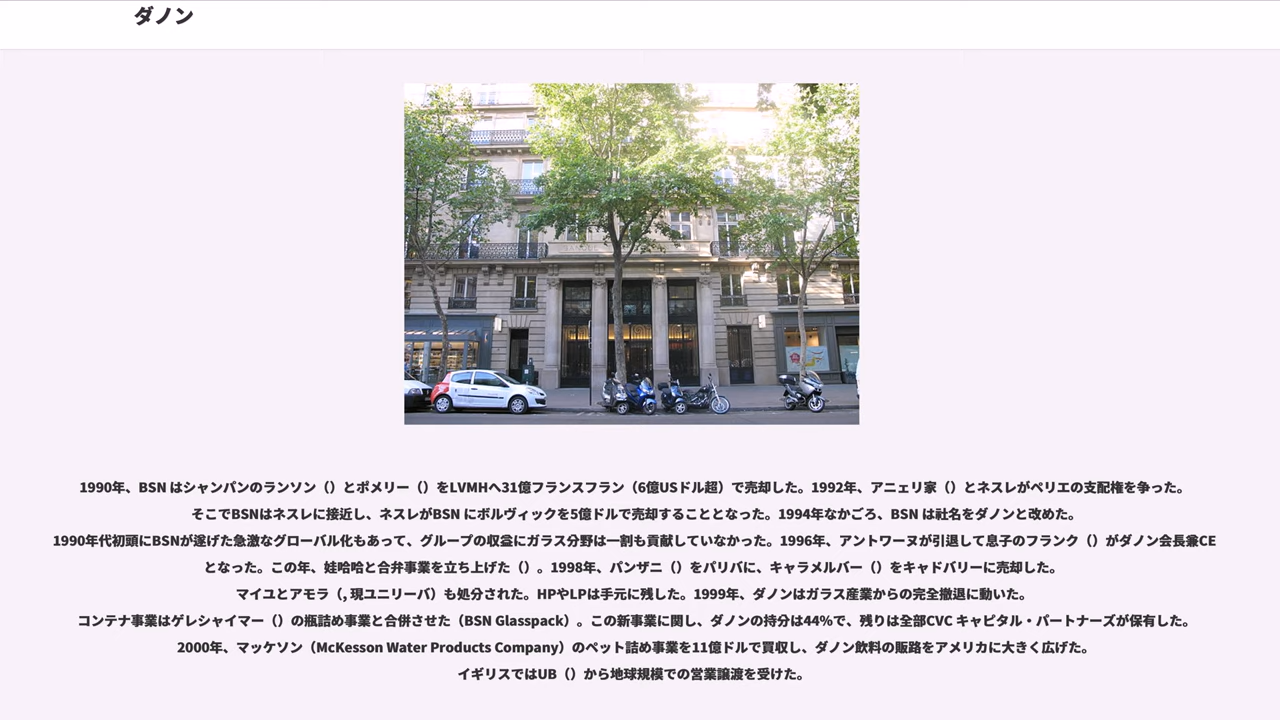 ダノン
1990年、BSN はシャンパンのランソン（）とポメリー（）をLVMHへ31億フランスフラン（6億USドル超）で売却した。1992年、アニェリ家（）とネスレがペリエの支配権を争った。
そこでBSNはネスレに接近し、ネスレがBSN にボルヴィックを5億ドルで売却することとなった。1994年なかごろ、BSN は社名をダノンと改めた。
1990年代初頭にBSNが遂げた急激なグローバル化もあって、グループの収益にガラス分野は一割も貢献していなかった。1996年、アントワーヌが引退して息子のフランク（）がダノン会長兼CE
となった。この年、娃哈哈と合弁事業を立ち上げた（）。1998年、パンザニ（）をパリバに、キャラメルバー（）をキャドバリーに売却した。
マイユとアモラ（, 現ユニリーバ）も処分された。HPやLPは手元に残した。1999年、ダノンはガラス産業からの完全撤退に動いた。
コンテナ事業はゲレシャイマー（）の瓶詰め事業と合併させた（BSN Glasspack）。この新事業に関し、ダノンの持分は44%で、残りは全部CVC キャピタル・パートナーズが保有した。
2000年、マッケソン（McKesson Water Products Company）のペット詰め事業を11億ドルで買収し、ダノン飲料の販路をアメリカに大きく広げた。
イギリスではUB（）から地球規模での営業譲渡を受けた。